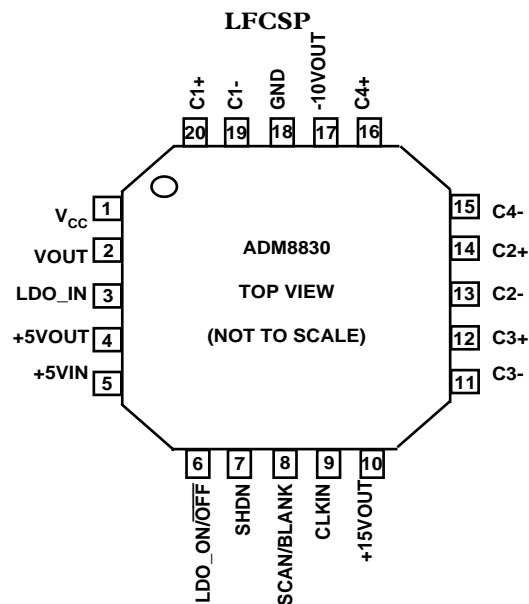 LFCSP
C1+
C1-
GND
-10VOUT
C4+
20
19
18
17
16
1
VCC
2
VOUT
3
LDO_IN
4
+5VOUT
5
+5VIN
ADM8830
TOP VIEW
(NOT TO SCALE)
15 C4-
14 C2+
13 C2-
12 C3+
11 C3-
6
7
8
9
10
LDO_ON/OFF
SHDN
SCAN/BLANK
CLKIN
+15VOUT